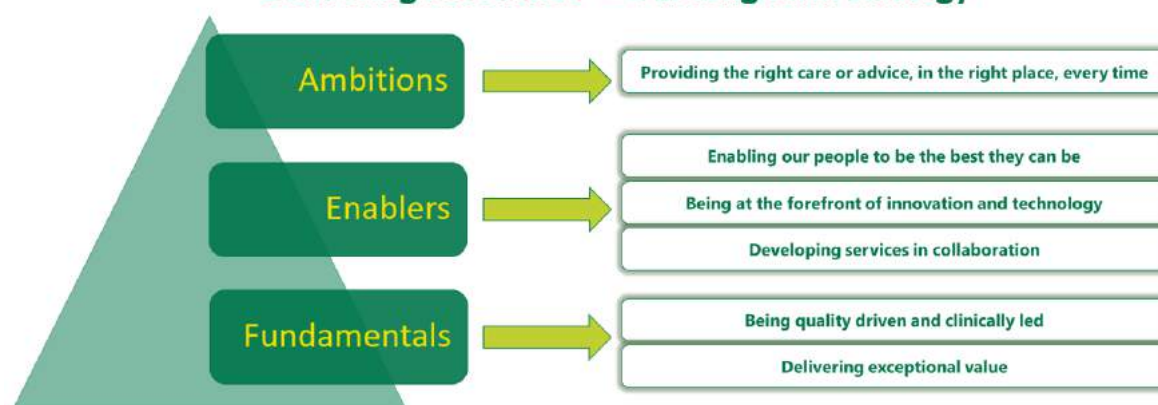 Ambitions
Providing the right care or advice, in the right place, every time
Enabling our people to be the best they can be
Enablers
Being at the forefront of innovation and technology
Developing services in collaboration
Being quality driven and clinically led
Fundamentals
Delivering exceptional value